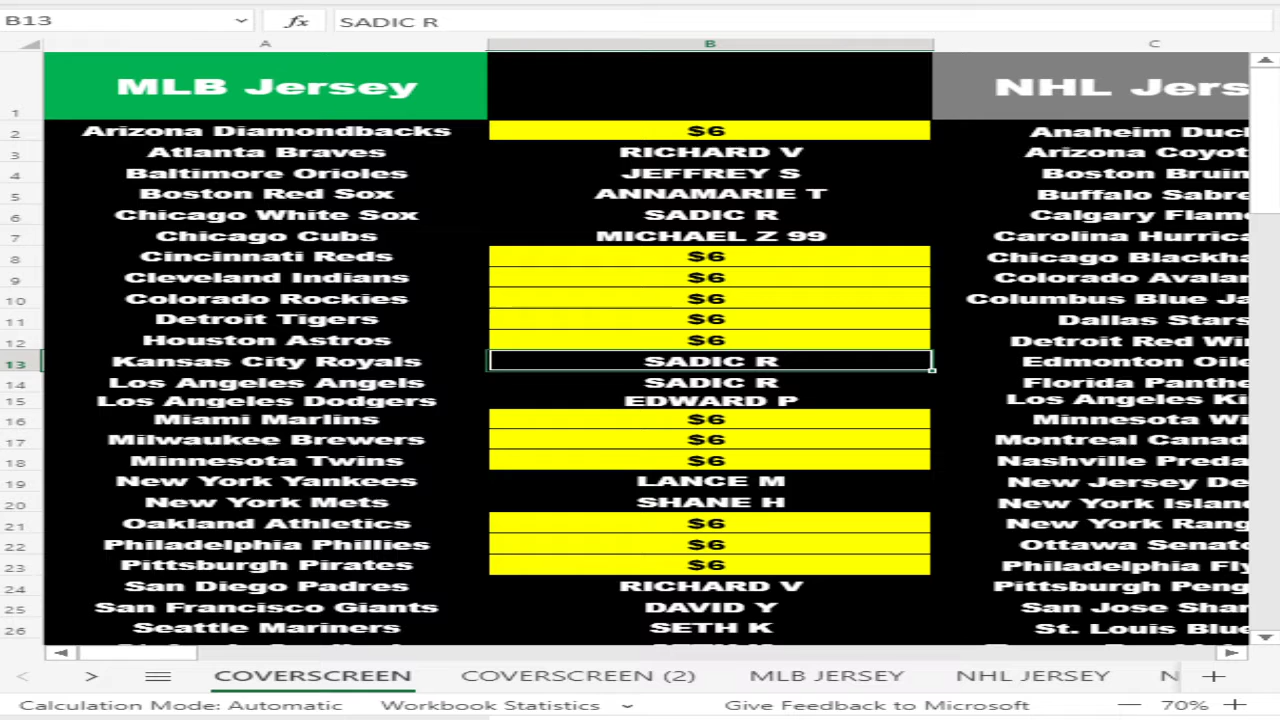 B13 fx SADIC R
A B C
1 MLB Jersey NHL Jers
2 Arizona Diamondbacks $6 Anaheim Duc
3 Atlanta Braves RICHARD V Arizona Coyot
4 Baltimore Orioles JEFFREY S Boston Bruin
5 Boston Red Sox ANNAMARIE T Buffalo Sabre
6 Chicago White Sox SADIC R Calgary Flame
7 Chicago Cubs MICHAEL Z 99 Carolina Hurrica
8 Cincinnati Reds $6 Chicago Blackha
9 Cleveland Indians $6 Colorado Avalan
10 Colorado Rockies $6 Columbus Blue Ja
11 Detroit Tigers $6 Dallas Stars
12 Houston Astros $6 Detroit Red Wi
13 Kansas City Royals SADIC R Edmonton Oile
14 Los Angeles Angels SADIC R Florida Panthe
15 Los Angeles Dodgers EDWARD P Los Angeles Ki
16 Miami Marlins $6 Minnesota Wi
17 Milwaukee Brewers $6 Montreal Canad
18 Minnesota Twins $6 Nashville Preda
19 New York Yankees LANCE M New Jersey De
20 New York Mets SHANE H New York Islan
21 Oakland Athletics $6 New York Rang
22 Philadelphia Phillies $6 Ottawa Senato
23 Pittsburgh Pirates $6 Philadelphia Fly
24 San Diego Padres RICHARD V Pittsburgh Peng
25 San Francisco Giants DAVID Y San Jose Shar
26 Seattle Mariners SETH K St. Louis Blue
COVERSCREEN COVERSCREEN (2) MLB JERSEY NHL JERSEY N
Calculation Mode: Automatic Workbook Statistics Give Feedback to Microsoft 70%